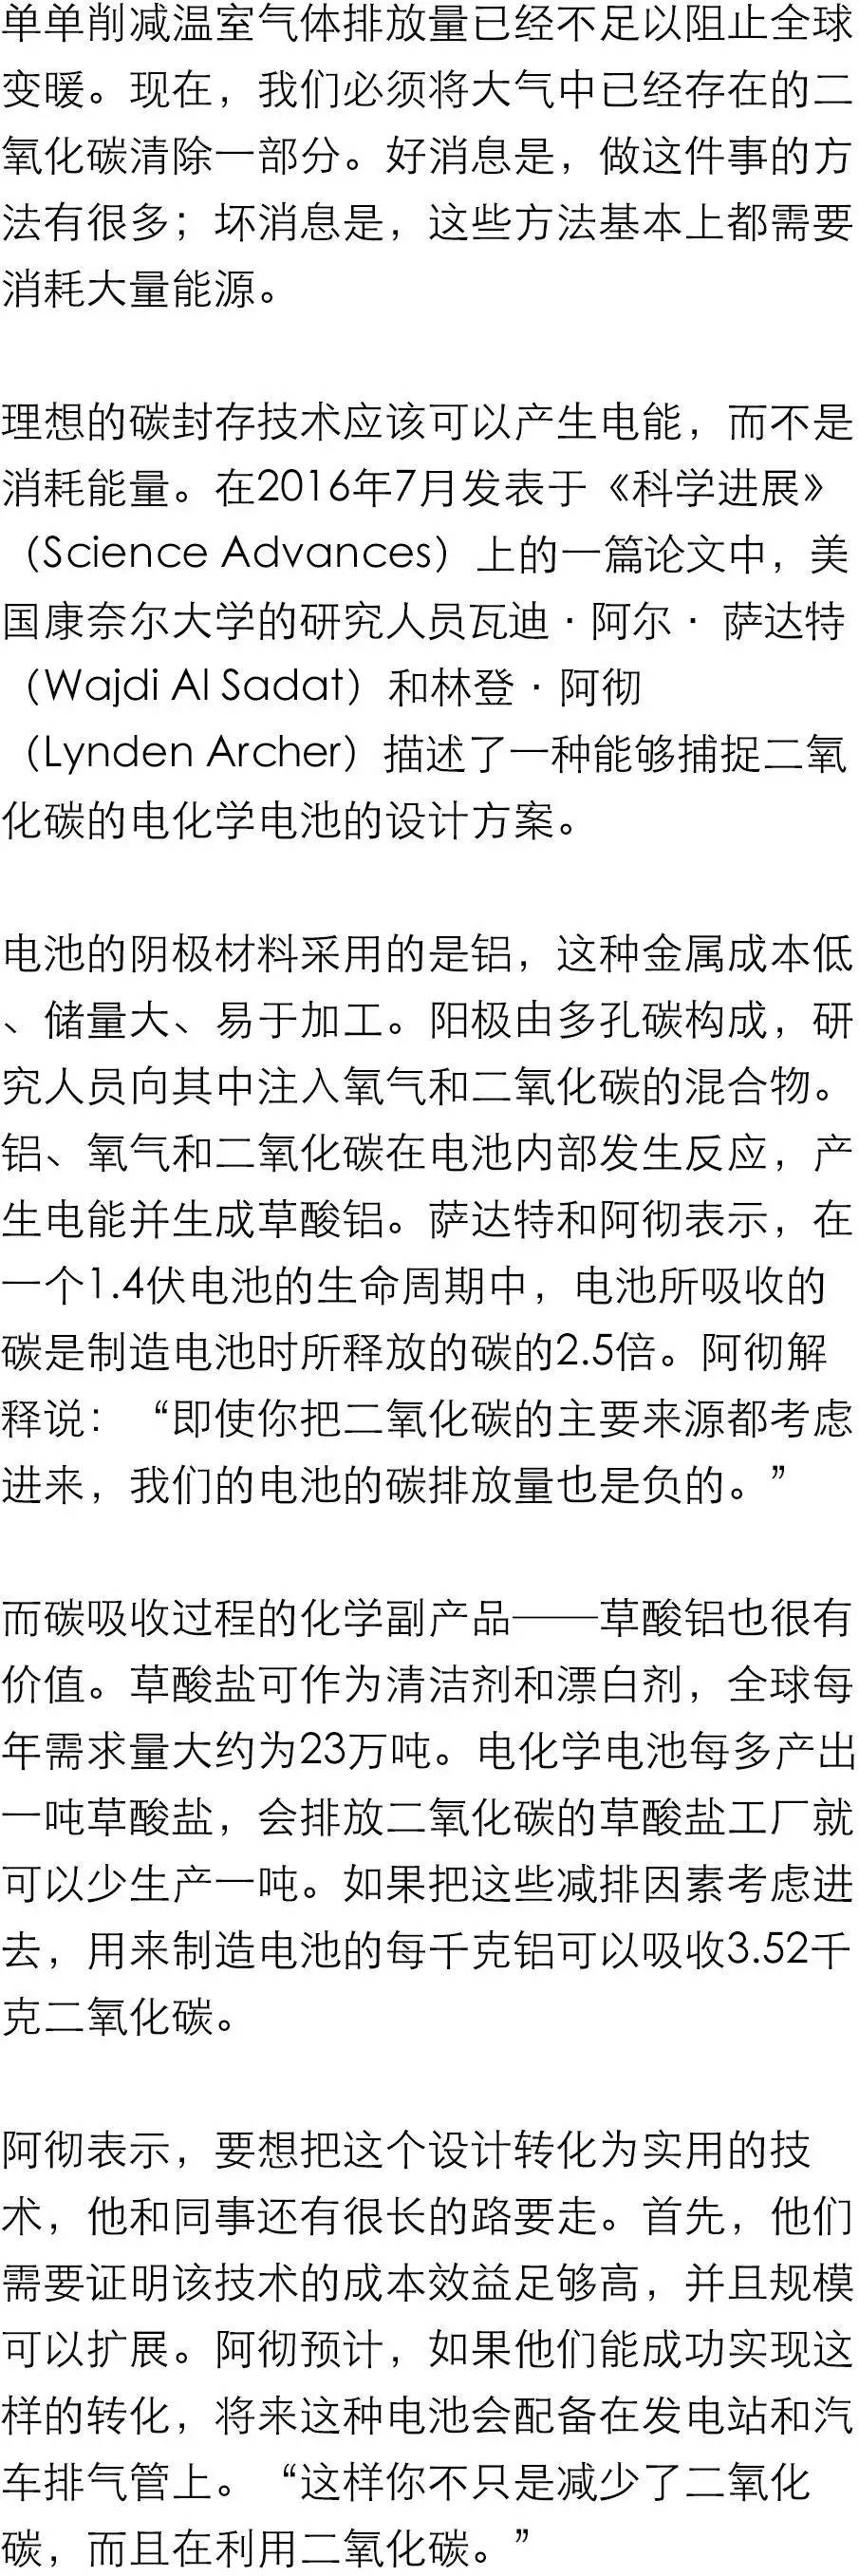 单单削减温室气体排放量已经不足以阻止全球
变暖。现在，我们必须将大气中已经存在的二
氧化碳清除一部分。好消息是，做这件事的方
法有很多；坏消息是，这些方法基本上都需要
消耗大量能源。
理想的碳封存技术应该可以产生电能，而不是
消耗能量。在2016年7月发表于《科学进展》
（Science Advances）上的一篇论文中，美
国康奈尔大学的研究人员瓦迪·阿尔· 萨达特
（Wajdi Al Sadat）和林登·阿彻
（Lynden Archer）描述了一种能够捕捉二氧
化碳的电化学电池的设计方案。
电池的阴极材料采用的是铝，这种金属成本低
、储量大、易于加工。阳极由多孔碳构成，研
究人员向其中注入氧气和二氧化碳的混合物。
铝、氧气和二氧化碳在电池内部发生反应，产
生电能并生成草酸铝。萨达特和阿彻表示，在
一个1.4伏电池的生命周期中，电池所吸收的
碳是制造电池时所释放的碳的2.5倍。阿彻解
释说：“即使你把二氧化碳的主要来源都考虑
进来，我们的电池的碳排放量也是负的。”
而碳吸收过程的化学副产品——草酸铝也很有
价值。草酸盐可作为清洁剂和漂白剂，全球每
年需求量大约为23万吨。电化学电池每多产出
一吨草酸盐，会排放二氧化碳的草酸盐工厂就
可以少生产一吨。如果把这些减排因素考虑进
去，用来制造电池的每千克铝可以吸收3.52千
克二氧化碳。
阿彻表示，要想把这个设计转化为实用的技
术，他和同事还有很长的路要走。首先，他们
需要证明该技术的成本效益足够高，并且规模
可以扩展。阿彻预计，如果他们能成功实现这
样的转化，将来这种电池会配备在发电站和汽
车排气管上。“这样你不只是减少了二氧化
碳，而且在利用二氧化碳。”